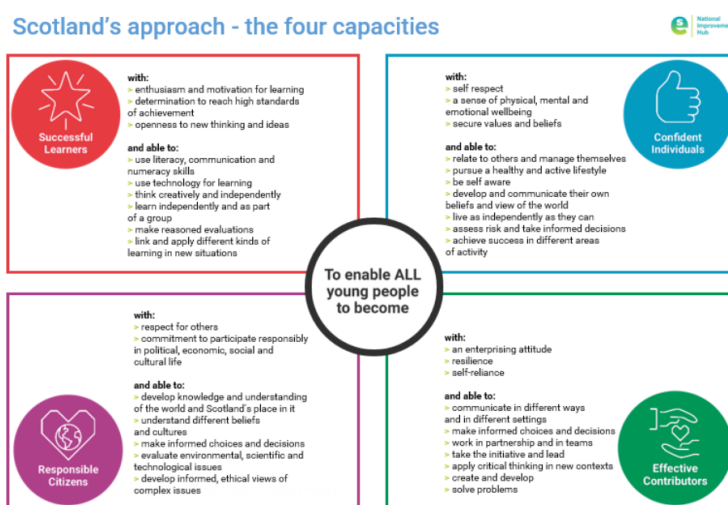 Scotland's approach - the four capacities
National
Improveme
Hub
Successful
Learners
with:
> enthusiasm and motivation for learning
> determination to reach high standards
of achievement
> openness to new thinking and ideas
and able to:
> use literacy, communication and
numeracy skills
> use technology for learning
> think creatively and independently
> learn independently and as part
of a group
> make reasoned evaluations
> link and apply different kinds of
learning in new situations
with:
> self respect
> a sense of physical, mental and
emotional wellbeing
> secure values and beliefs
and able to:
> relate to others and manage themselves
> pursue a healthy and active lifestyle
> be self aware
> develop and communicate their own
beliefs and view of the world
> live as independently as they can
> assess risk and take informed decisions
> achieve success in different areas
of activity
Confident
Individuals
To enable ALL
young people
to become
with:
> respect for others
> commitment to participate responsibly
in political, economic, social and
cultural life
and able to:
> develop knowledge and understanding
of the world and Scotland's place in it
> understand different beliefs
and cultures
> make informed choices and decisions
> evaluate environmental, scientific and
technological issues
> develop informed, ethical views of
complex issues
Responsible
Citizens
with:
> an enterprising attitude
> resilience
> self-reliance
and able to:
> communicate in different ways
and in different settings
> make informed choices and decisions
> work in partnership and in teams
> take the initiative and lead
> apply critical thinking in new contexts
> create and develop
> solve problems
Effective
Contributors